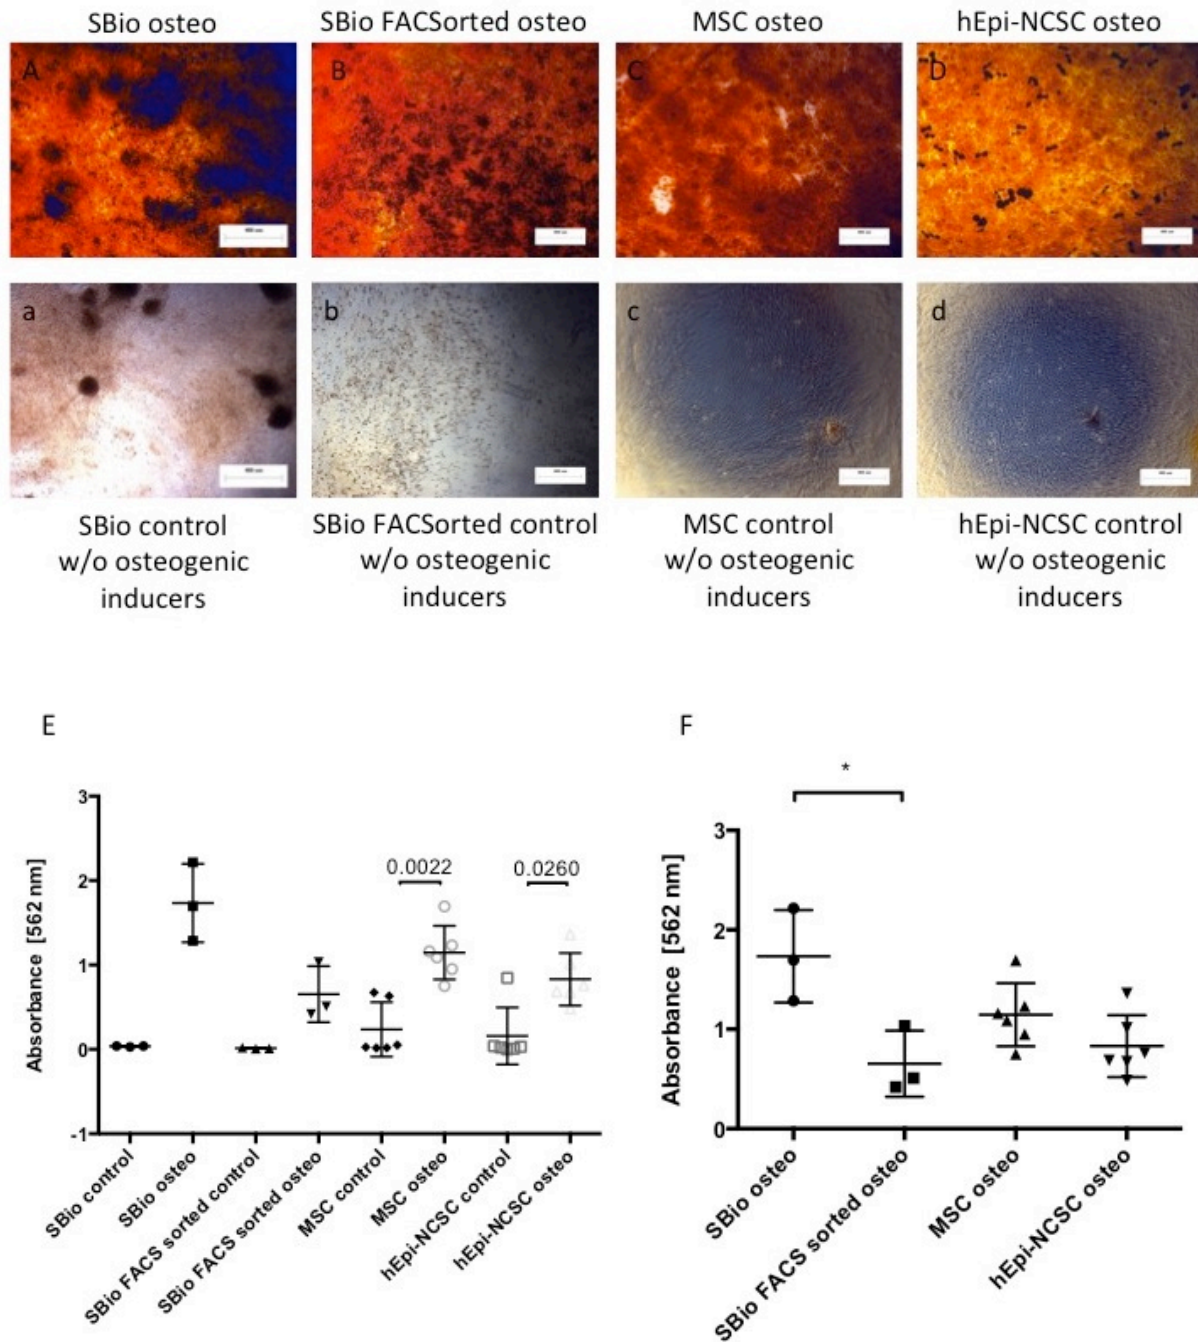 SBio osteo
SBio FACSorted osteo
MSC osteo
hEpi-NCSC osteo
A
B
C
D
a
b
c
d
SBio control
w/o osteogenic
inducers
SBio FACSorted control
w/o osteogenic
inducers
MSC control
w/o osteogenic
inducers
hEpi-NCSC control
w/o osteogenic
inducers
E
Absorbance [562 nm]
3
2
1
0
-1
0.0022
0.0260
SBio control
SBio osteo
SBio FACS sorted control
SBio FACS sorted osteo
MSC control
MSC osteo
hEpi-NCSC control
hEpi-NCSC osteo
F
*
Absorbance [562 nm]
3
2
1
0
SBio osteo
SBio FACS sorted osteo
MSC osteo
hEpi-NCSC osteo